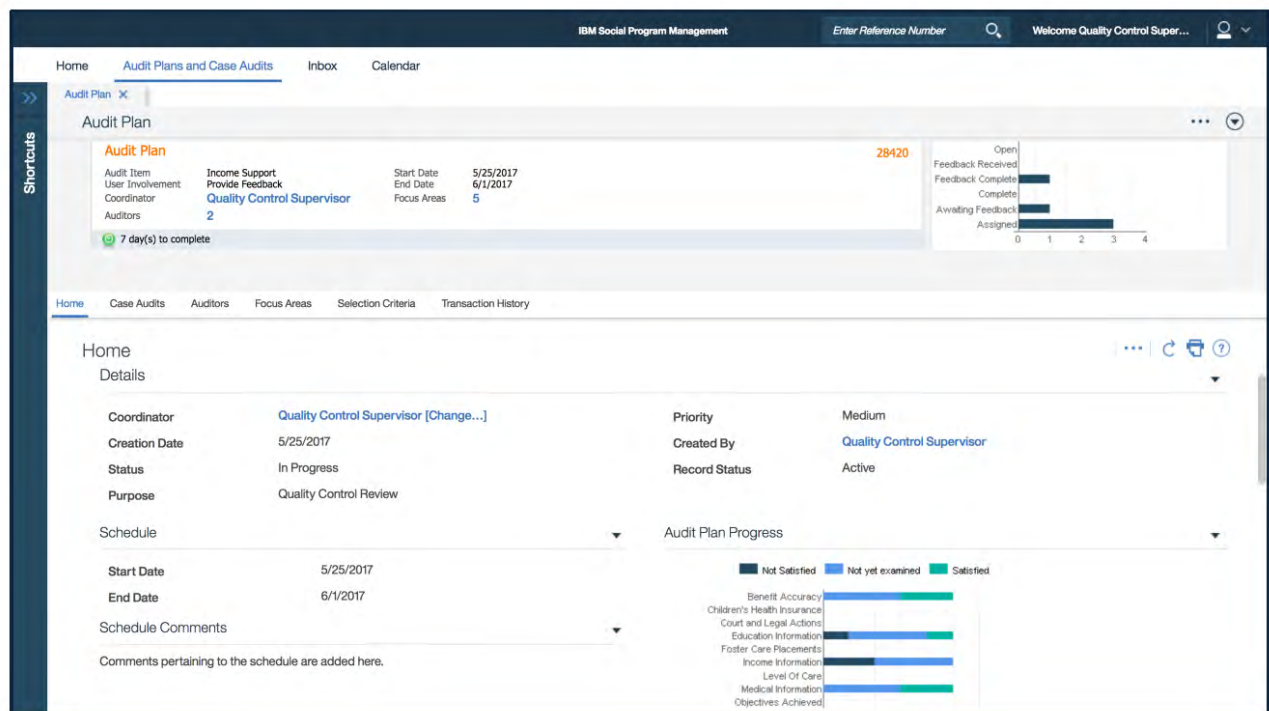 IBM Social Program Management
Enter Reference Number
Welcome Quality Control Super...
Home Audit Plans and Case Audits Inbox Calendar
Audit Plan
Shortcuts
Audit Plan
Audit Plan 28420
Audit Item Income Support Start Date 5/25/2017
User Involvement Provide Feedback End Date 6/1/2017
Coordinator Quality Control Supervisor Focus Areas 5
Auditors 2
7 day(s) to complete
Open
Feedback Received
Feedback Complete
Complete
Awaiting Feedback
Assigned
0 1 2 3 4
Home Case Audits Auditors Focus Areas Selection Criteria Transaction History
Home
Details
Coordinator Quality Control Supervisor [Change...] Priority Medium
Creation Date 5/25/2017 Created By Quality Control Supervisor
Status In Progress Record Status Active
Purpose Quality Control Review
Schedule
Start Date 5/25/2017
End Date 6/1/2017
Schedule Comments
Comments pertaining to the schedule are added here.
Audit Plan Progress
Not Satisfied Not yet examined Satisfied
Benefit Accuracy
Children's Health Insurance
Court and Legal Actions
Education Information
Foster Care Placements
Income Information
Level Of Care
Medical Information
Objectives Achieved